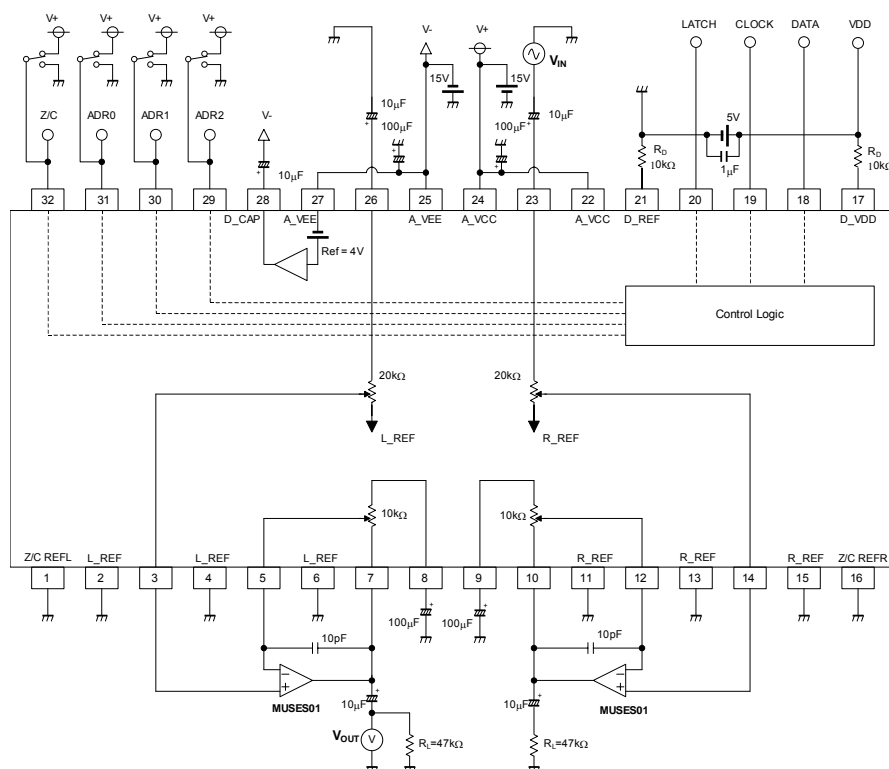 V+ V+ V+ V+ V- V+ LATCH CLOCK DATA VDD
VIN
15V 15V
10μF 10μF
5V
Z/C ADR0 ADR1 ADR2 V- 100μF 100μF
RD 10kΩ 1μF RD 10kΩ
10μF
32 31 30 29 28 27 26 25 24 23 22 21 20 19 18 17
D_CAP A_VEE A_VEE A_VCC A_VCC D_REF D_VDD
Ref = 4V
Control Logic
20kΩ 20kΩ
L_REF R_REF
10kΩ 10kΩ
Z/C REFL L_REF L_REF L_REF R_REF R_REF R_REF Z/C REFR
1 2 3 4 5 6 7 8 9 10 11 12 13 14 15 16
100μF 100μF
10pF 10pF
MUSES01 10μF 10μF MUSES01
VOUT V RL=47kΩ RL=47kΩ